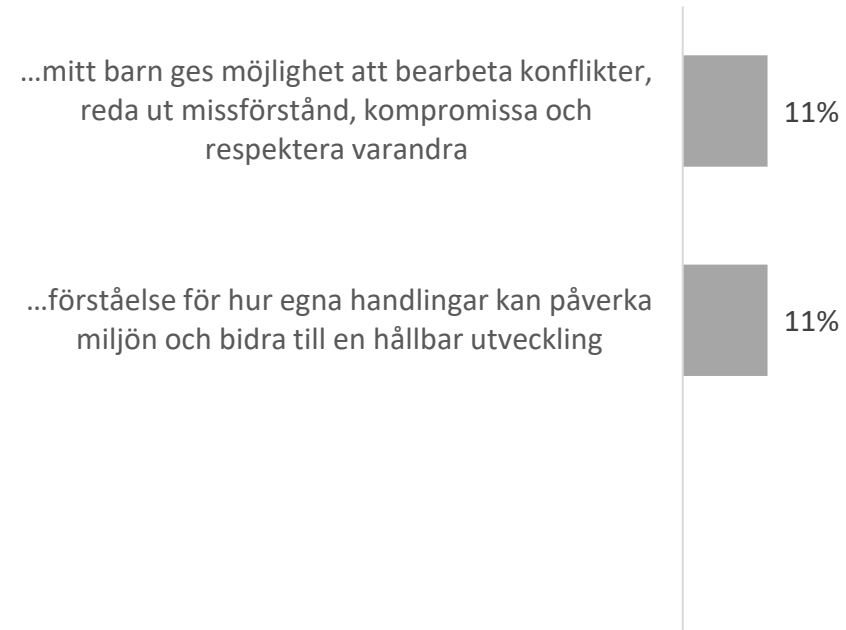 …mitt barn ges möjlighet att bearbeta konflikter,
reda ut missförstånd, kompromissa och
respektera varandra
11%
…förståelse för hur egna handlingar kan påverka
miljön och bidra till en hållbar utveckling
11%